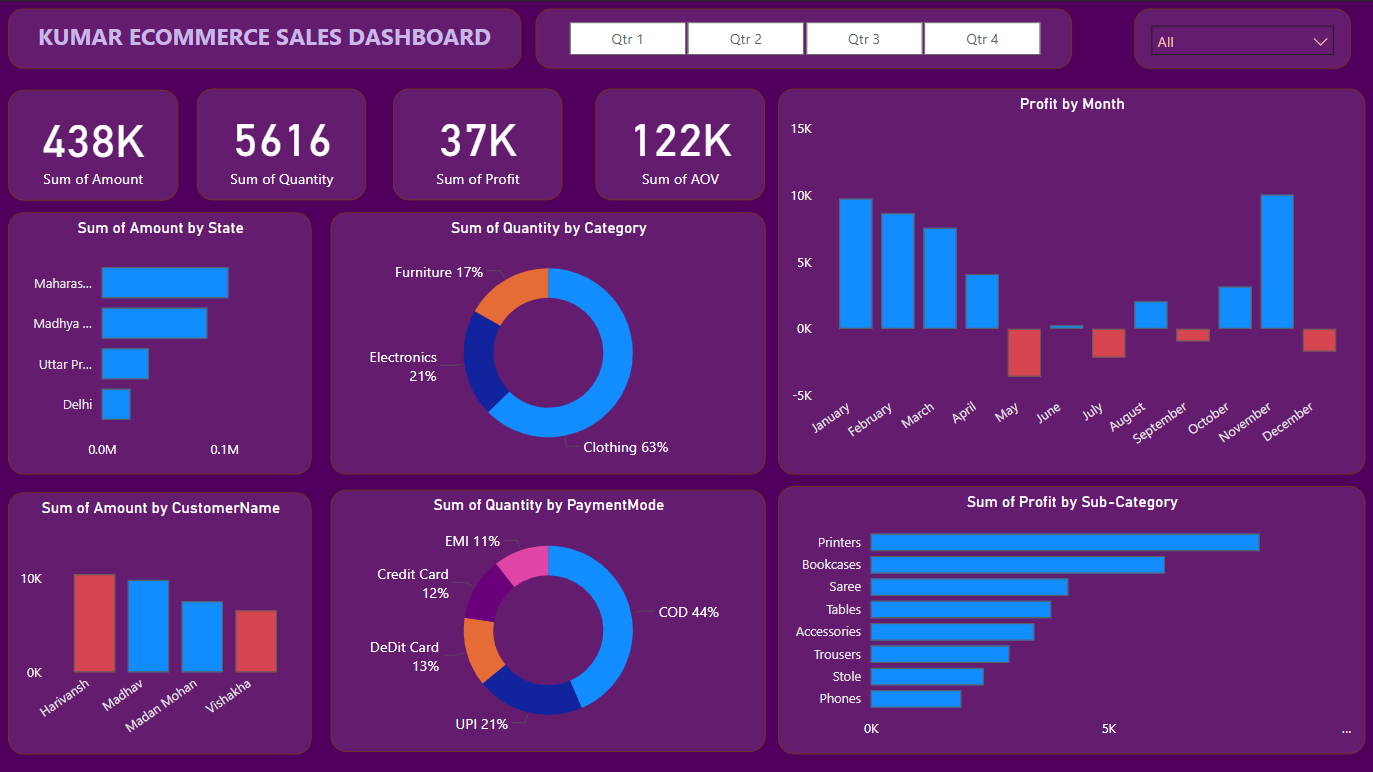 KUMAR ECOMMERCE SALES DASHBOARD
Qtr 1
Qtr 2
Qtr 3
Qtr 4
All
438K
Sum of Amount
5616
Sum of Quantity
37K
Sum of Profit
122K
Sum of AOV
Profit by Month
15K
10K
5K
0K
-5K
January
February
March
April
May
June
July
August
September
October
November
December
Sum of Amount by State
Maharas...
Madhya ...
Uttar Pr...
Delhi
0.0M
0.1M
Sum of Quantity by Category
Furniture 17%
Electronics
21%
Clothing 63%
Sum of Amount by CustomerName
10K
0K
Harivansh
Madhav
Madan Mohan
Vishakha
Sum of Quantity by PaymentMode
EMI 11%
Credit Card
12%
COD 44%
DeDit Card
13%
UPI 21%
Sum of Profit by Sub-Category
Printers
Bookcases
Saree
Tables
Accessories
Trousers
Stole
Phones
0K
5K
...